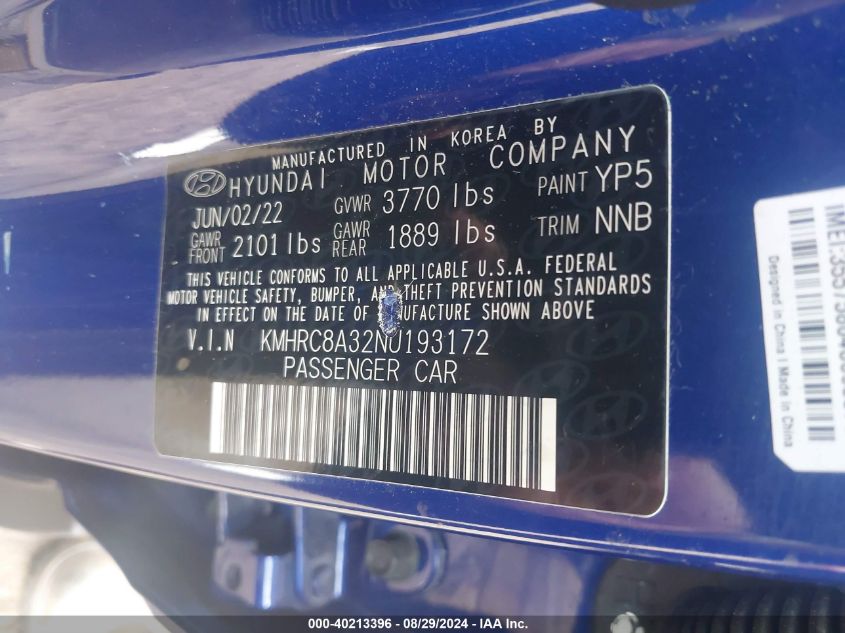 MANUFACTURED IN KOREA BY
HYUNDAI MOTOR COMPANY
JUN/02/22 GVWR 3770 lbs PAINT YP5
GAWR FRONT 2101 lbs GAWR REAR 1889 lbs TRIM NNB
THIS VEHICLE CONFORMS TO ALL APPLICABLE U.S.A. FEDERAL
MOTOR VEHICLE SAFETY, BUMPER, AND THEFT PREVENTION STANDARDS
IN EFFECT ON THE DATE OF MANUFACTURE SHOWN ABOVE
V.I.N KMHRC8A32NU193172
PASSENGER CAR
Designed in China | Made in China
000-40213396 - 08/29/2024 - IAA Inc.